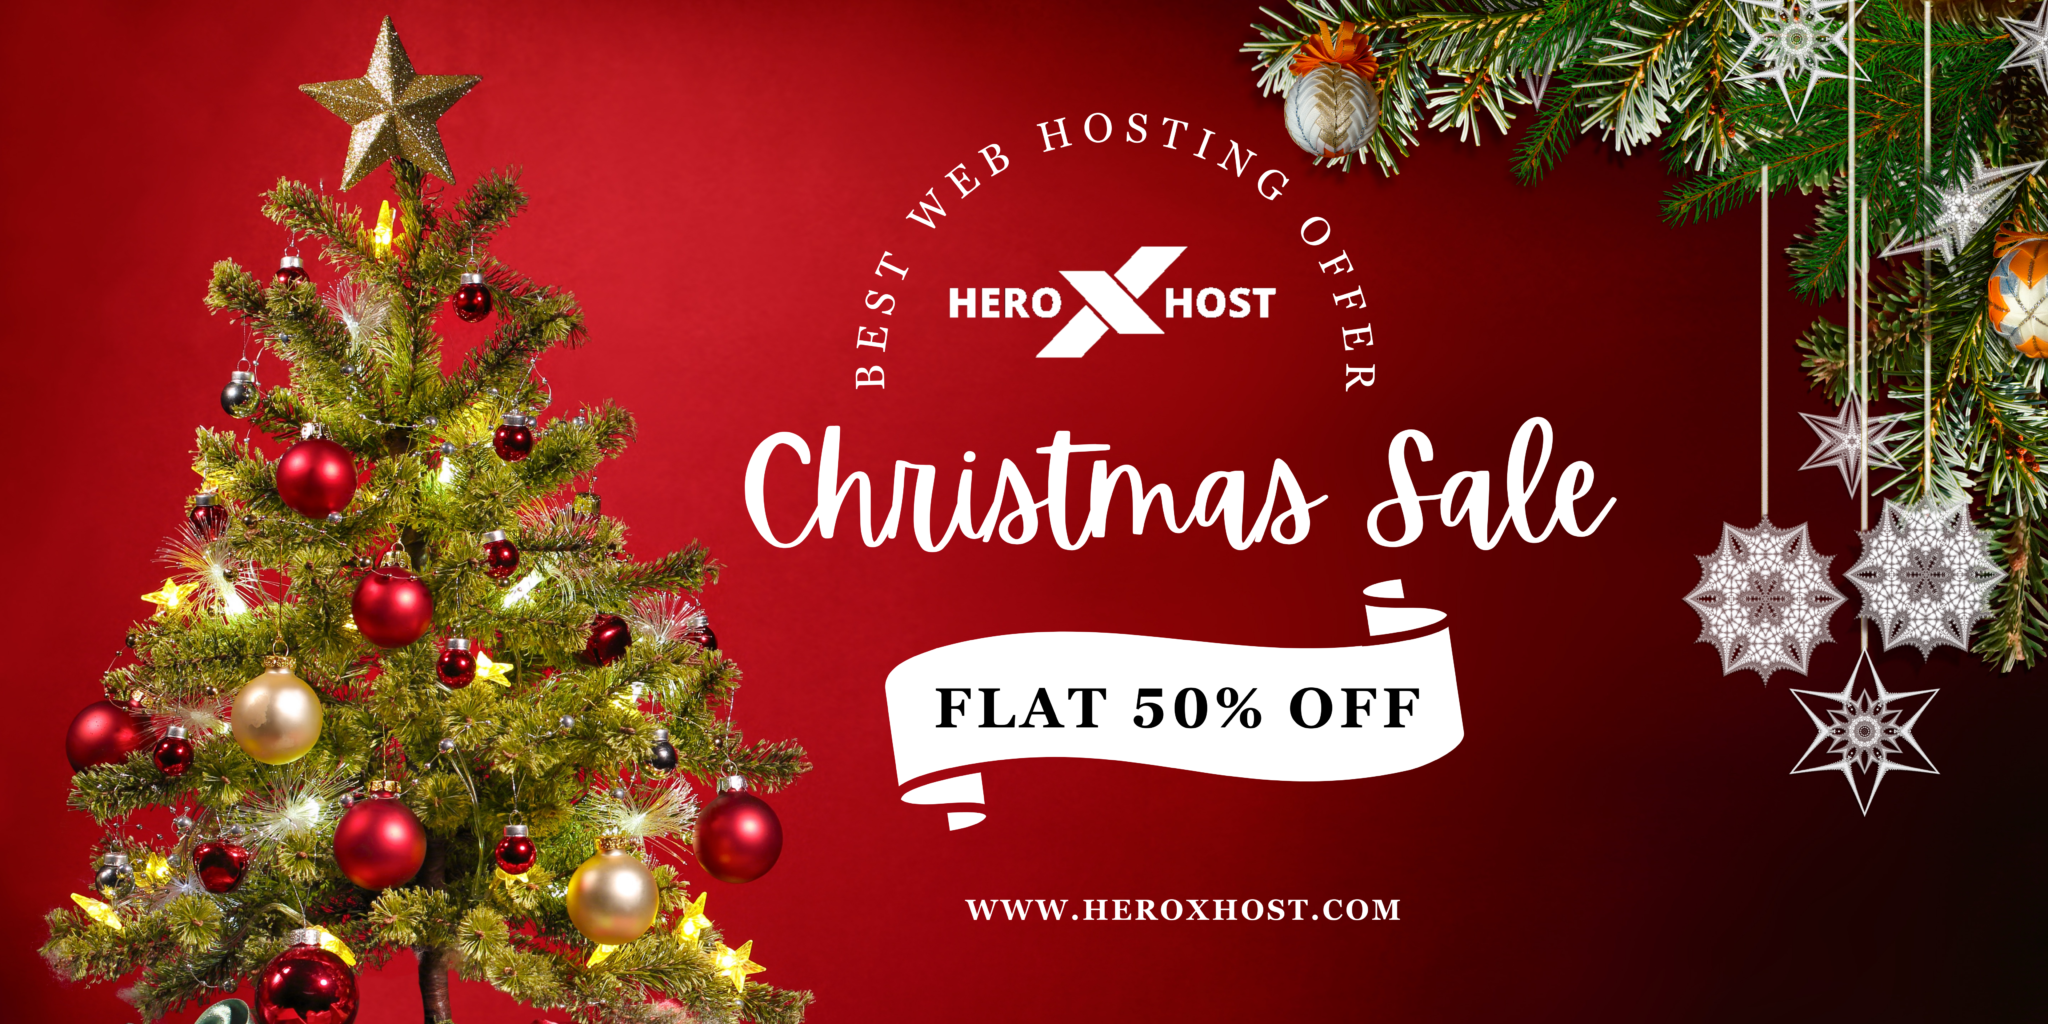 BEST WEB HOSTING OFFER
HERO X HOST
Christmas Sale
FLAT 50% OFF
WWW.HEROXHOST.COM